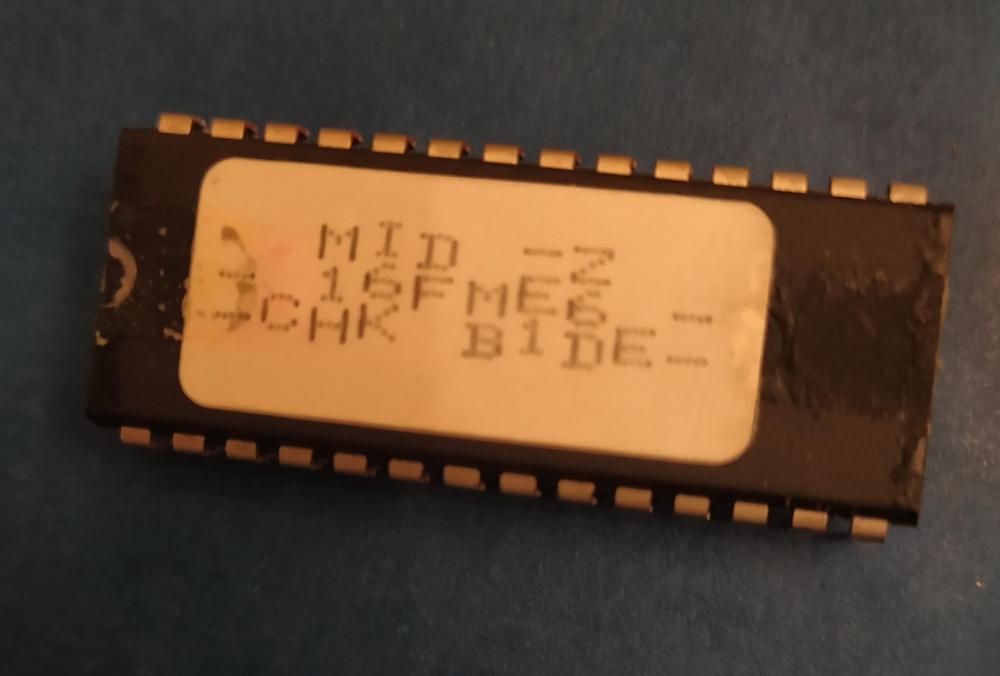 MID -Z
16FME6 -
-CHK B1DE-